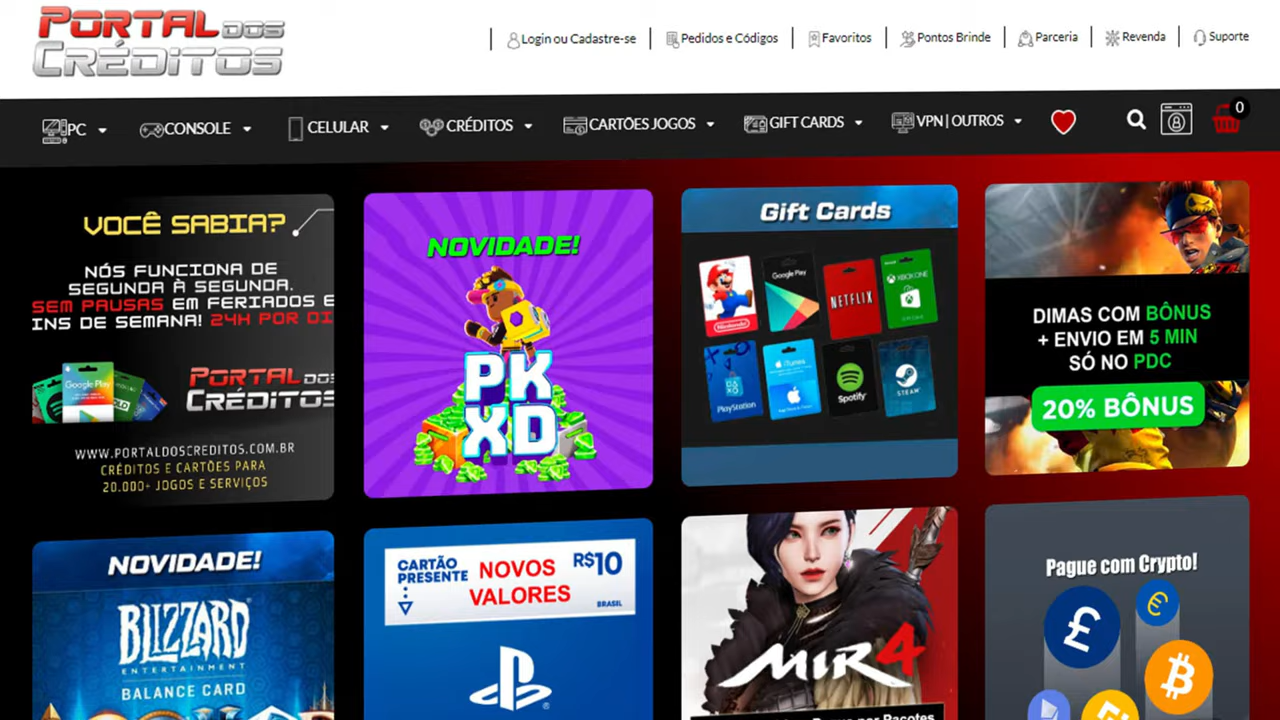 PORTAL DOS
CRÉDITOS
Login ou Cadastre-se
Pedidos e Códigos
Favoritos
Pontos Brinde
Parceria
Revenda
Suporte
PC
CONSOLE
CELULAR
CRÉDITOS
CARTÕES JOGOS
GIFT CARDS
VPN | OUTROS
0
VOCÊ SABIA?
NÓS FUNCIONA DE
SEGUNDA À SEGUNDA.
SEM PAUSAS EM FERIADOS E
INS DE SEMANA! 24H POR DI
Google Play
PORTAL DOS
CRÉDITOS
WWW.PORTALDOSCREDITOS.COM.BR
CRÉDITOS E CARTÕES PARA
20.000+ JOGOS E SERVIÇOS
NOVIDADE!
PK
XD
Gift Cards
Nintendo
Google Play
NETFLIX
XBOX ONE
PlayStation
iTunes
Spotify
STEAM
DIMAS COM BÔNUS
+ ENVIO EM 5 MIN
SÓ NO PDC
20% BÔNUS
NOVIDADE!
BLIZZARD
ENTERTAINMENT
BALANCE CARD
CARTÃO
PRESENTE
NOVOS
VALORES
R$10
BRASIL
MIR4
por Pacotes
Pague com Crypto!